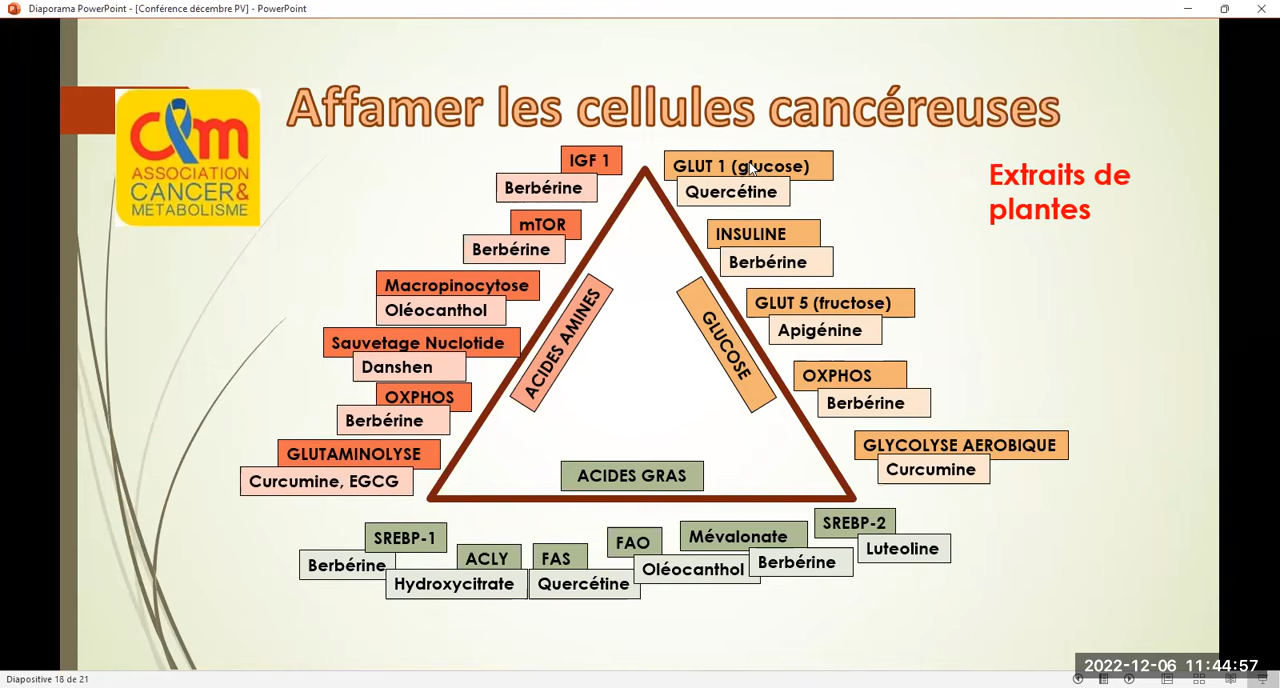 Diaporama PowerPoint - [Conférence décembre PV] - PowerPoint
Affamer les cellules cancéreuses
cm
ASSOCIATION
CANCER&
METABOLISME
Extraits de
plantes
IGF 1
Berbérine
mTOR
Berbérine
Macropinocytose
Oléocanthol
Sauvetage Nuclotide
Danshen
OXPHOS
Berbérine
GLUTAMINOLYSE
Curcumine, EGCG
ACIDES AMINES
GLUT 1 (glucose)
Quercétine
INSULINE
Berbérine
GLUT 5 (fructose)
Apigénine
OXPHOS
Berbérine
GLYCOLYSE AEROBIQUE
Curcumine
GLUCOSE
ACIDES GRAS
SREBP-1
Berbérine
ACLY
Hydroxycitrate
FAS
Quercétine
FAO
Oléocanthol
Mévalonate
Berbérine
SREBP-2
Luteoline
2022-12-06 11:44:57
Diapositive 18 de 21